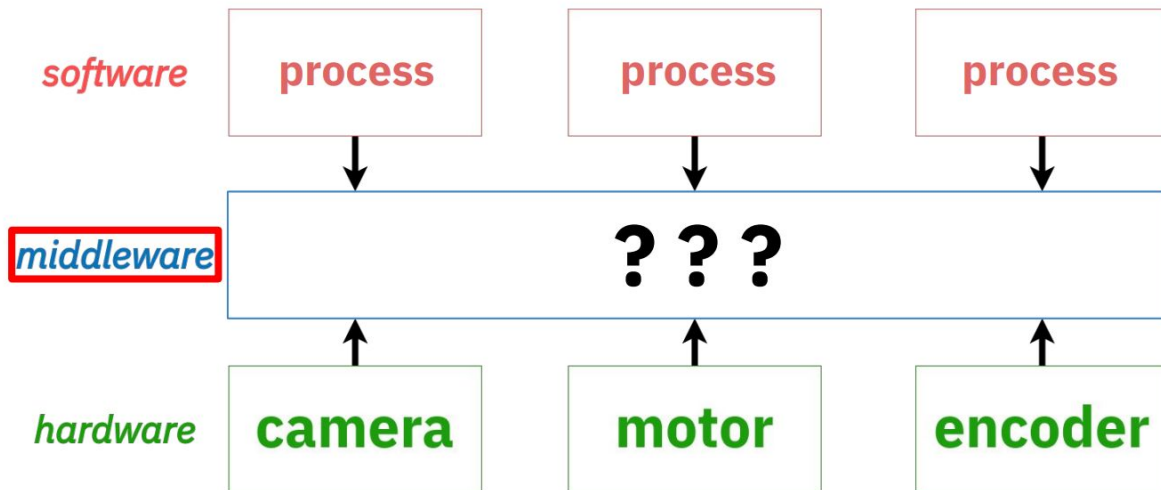 software process process process
middleware ? ? ?
hardware camera motor encoder